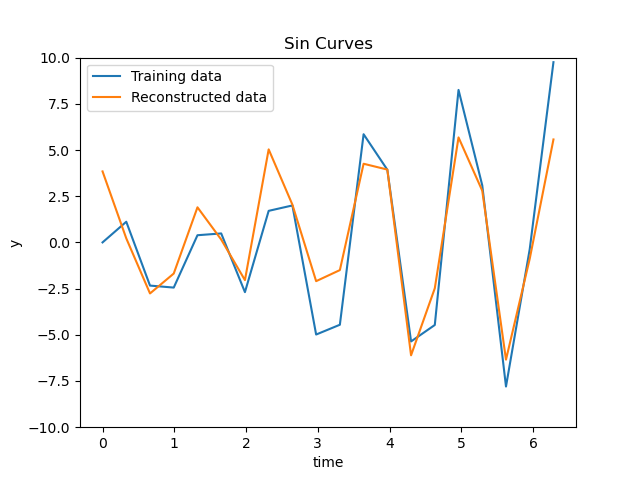 Sin Curves
Training data
Reconstructed data
10.0
7.5
5.0
2.5
0.0
−2.5
−5.0
−7.5
−10.0
y
0 1 2 3 4 5 6
time